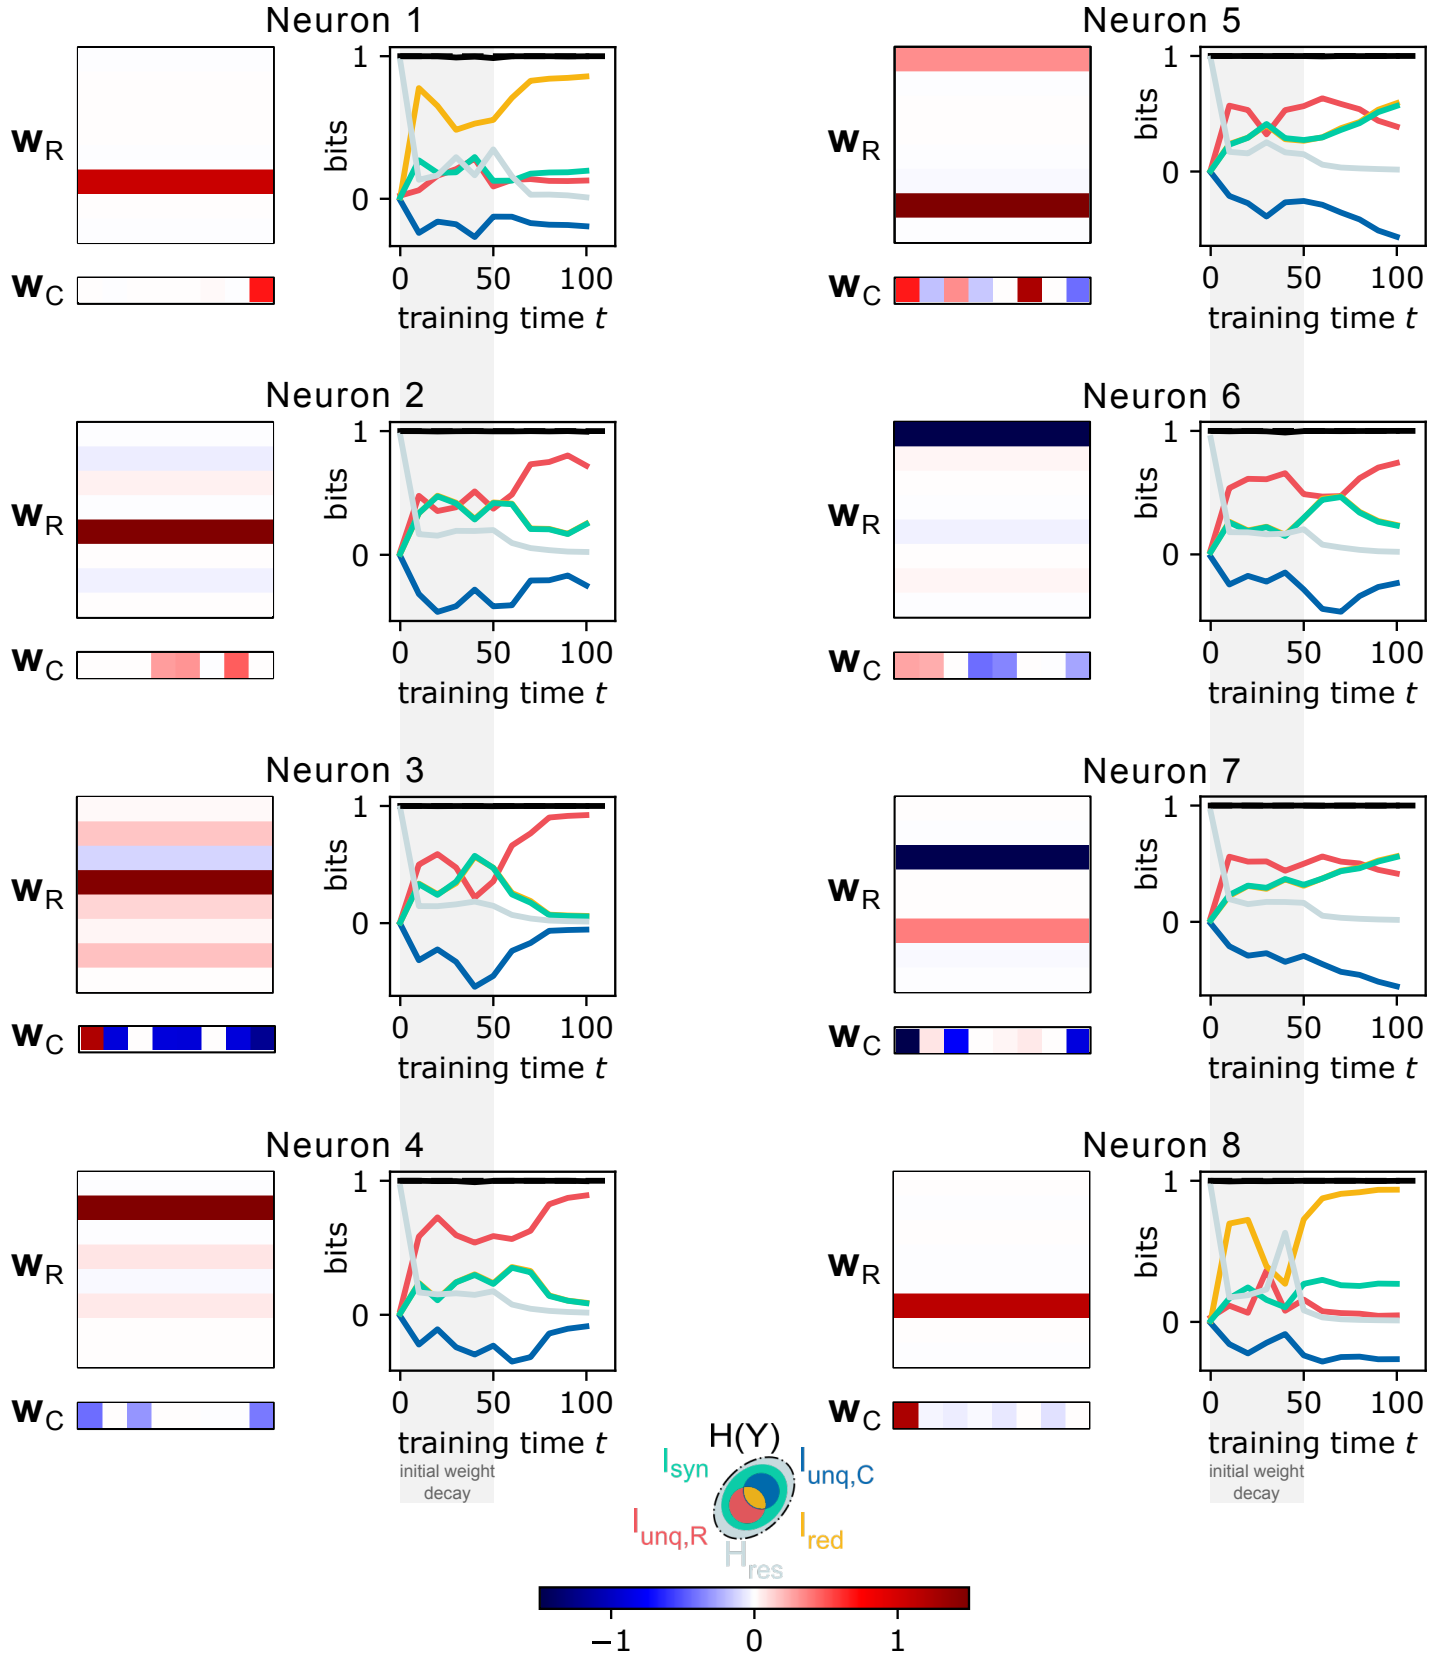 Neuron 1
1
bits
0
w_R
w_C
0 50 100
training time t
Neuron 5
1
bits
0
w_R
w_C
0 50 100
training time t
Neuron 2
1
bits
0
w_R
w_C
0 50 100
training time t
Neuron 6
1
bits
0
w_R
w_C
0 50 100
training time t
Neuron 3
1
bits
0
w_R
w_C
0 50 100
training time t
Neuron 7
1
bits
0
w_R
w_C
0 50 100
training time t
Neuron 4
1
bits
0
w_R
w_C
0 50 100
training time t
initial weight
decay
Neuron 8
1
bits
0
w_R
w_C
0 50 100
training time t
initial weight
decay
H(Y)
I_syn
I_unq,C
I_unq,R
I_red
H_res
−1 0 1